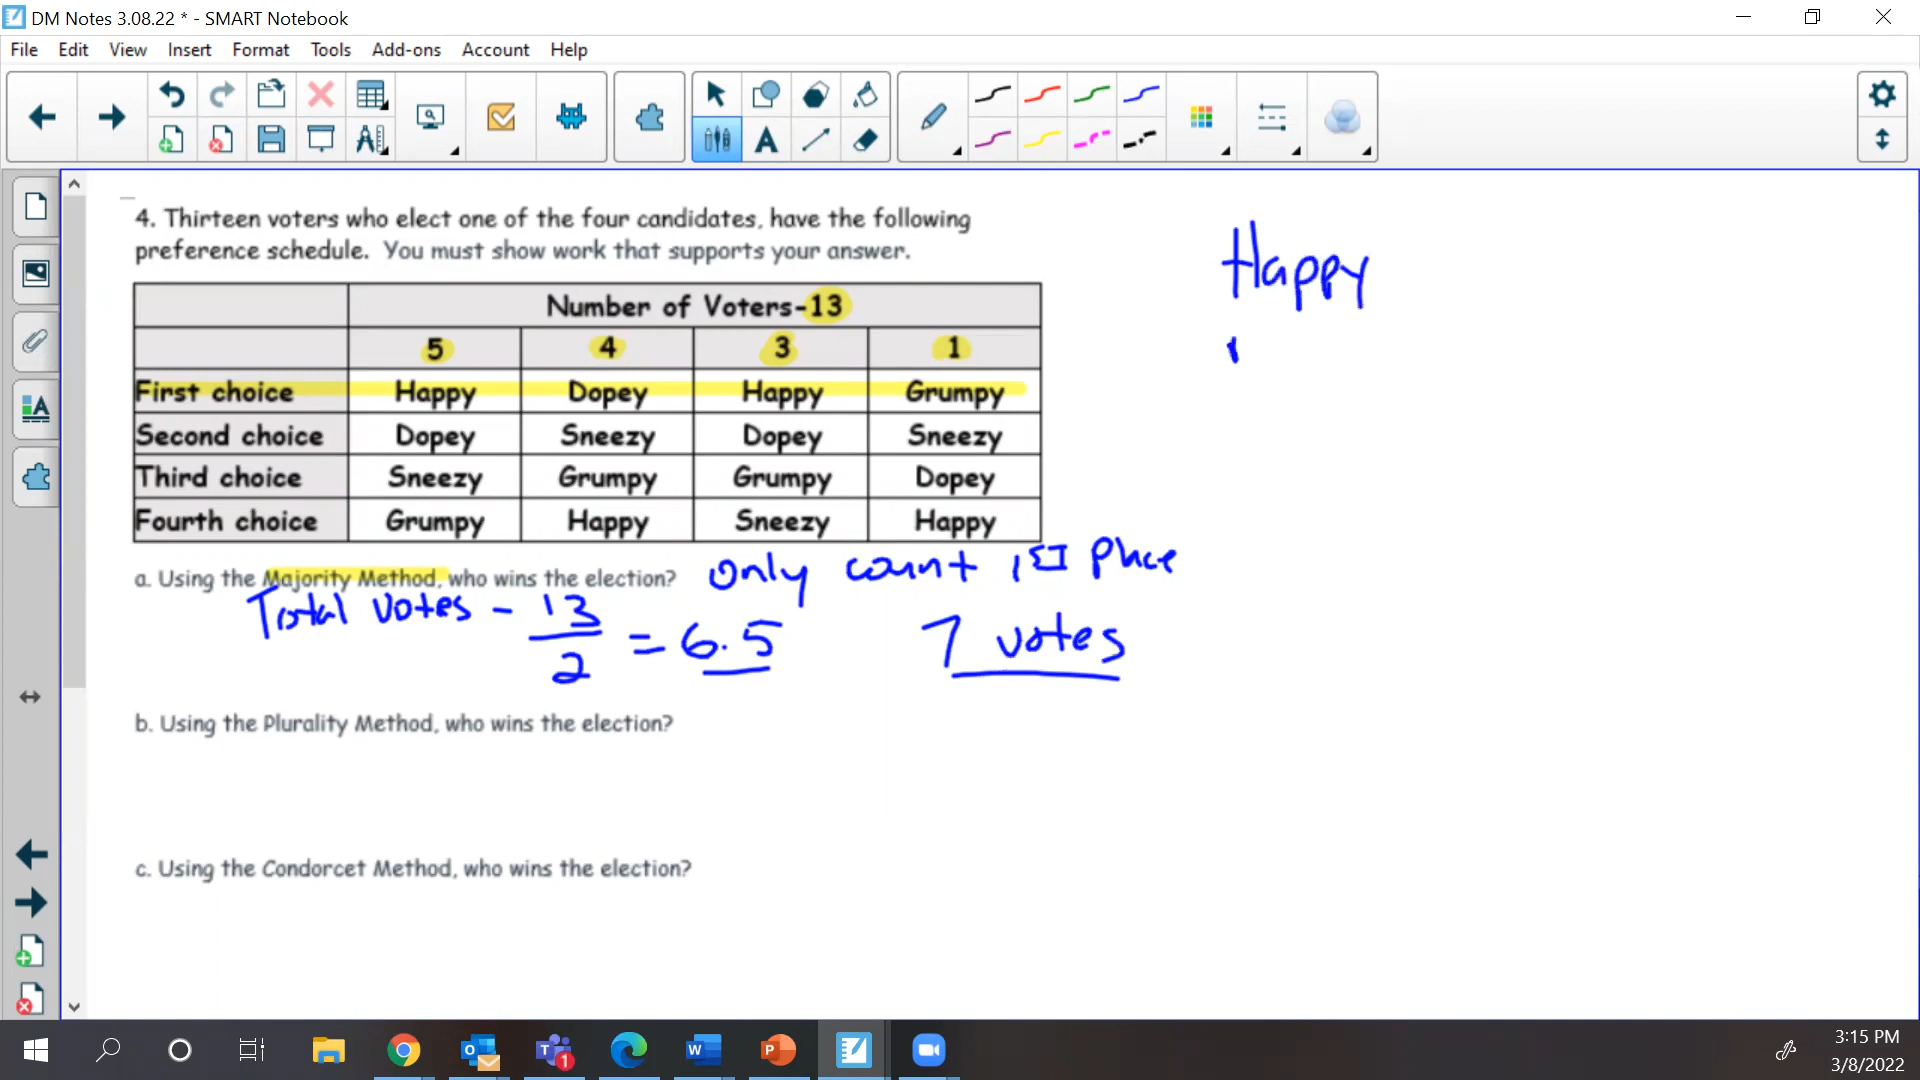 DM Notes 3.08.22 * - SMART Notebook
File Edit View Insert Format Tools Add-ons Account Help
4. Thirteen voters who elect one of the four candidates, have the following
preference schedule. You must show work that supports your answer.
Number of Voters-13
5 4 3 1
First choice Happy Dopey Happy Grumpy
Second choice Dopey Sneezy Dopey Sneezy
Third choice Sneezy Grumpy Grumpy Dopey
Fourth choice Grumpy Happy Sneezy Happy
Happy
a. Using the Majority Method, who wins the election? Only count 1st Place
Total Votes - 13/2 = 6.5 7 votes
b. Using the Plurality Method, who wins the election?
c. Using the Condorcet Method, who wins the election?
3:15 PM
3/8/2022